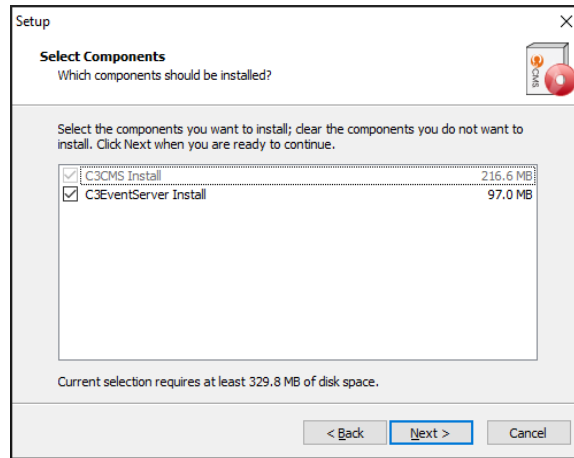 Setup
Select Components
Which components should be installed?
CMS
Select the components you want to install; clear the components you do not want to
install. Click Next when you are ready to continue.
C3CMS Install 216.6 MB
C3EventServer Install 97.0 MB
Current selection requires at least 329.8 MB of disk space.
< Back Next > Cancel